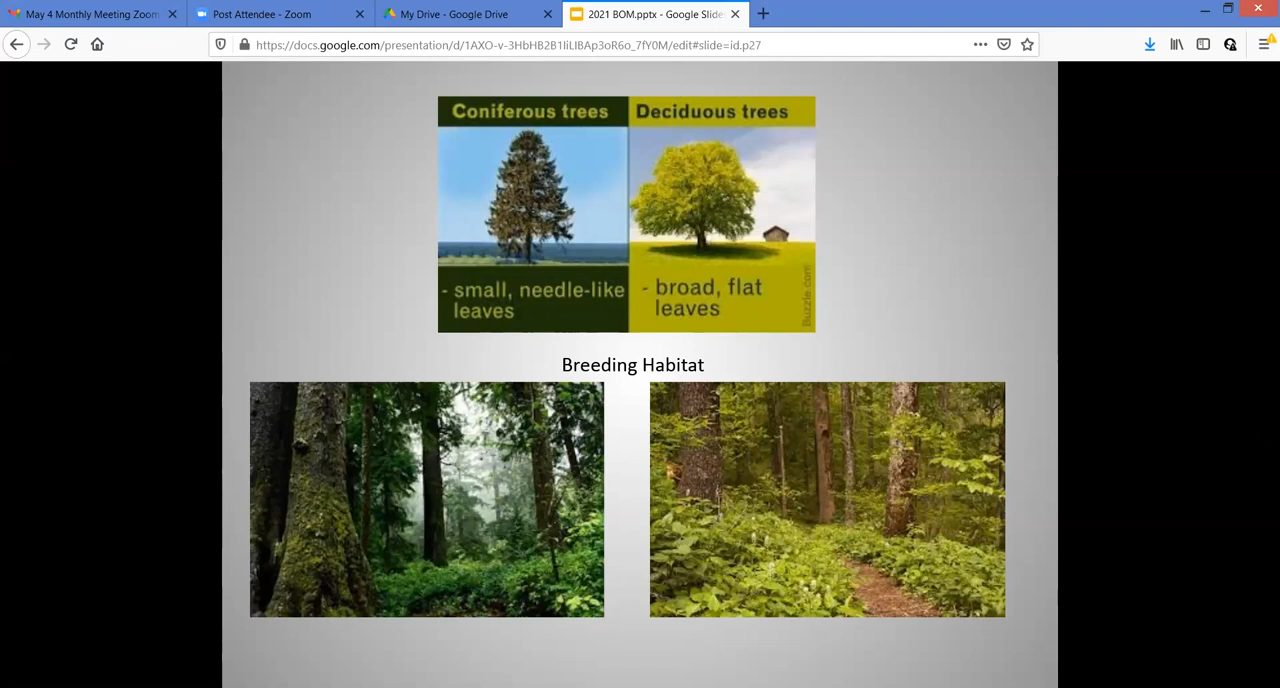 May 4 Monthly Meeting Zoom
Post Attendee - Zoom
My Drive - Google Drive
2021 BOM.pptx - Google Slide
https://docs.google.com/presentation/d/1AXO-v-3HbHB2B1IiLIBAp3oR6o_7fY0M/edit#slide=id.p27
Coniferous trees
Deciduous trees
- small, needle-like
leaves
- broad, flat
leaves
Buzzle.com
Breeding Habitat